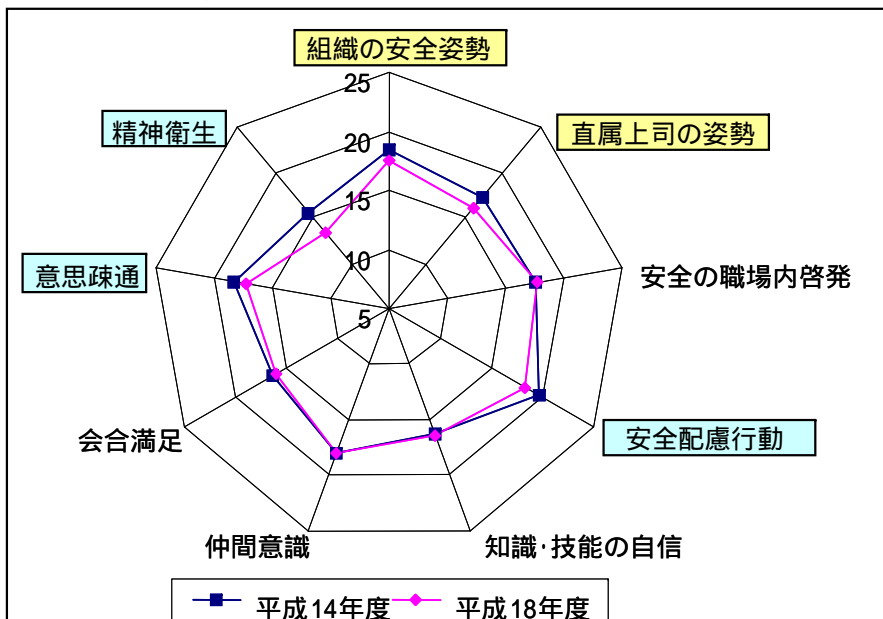 組織の安全姿勢
25
精神衛生
直属上司の姿勢
20
15
意思疎通
安全の職場内啓発
10
5
会合満足
安全配慮行動
仲間意識
知識･技能の自信
平成14年度
平成18年度